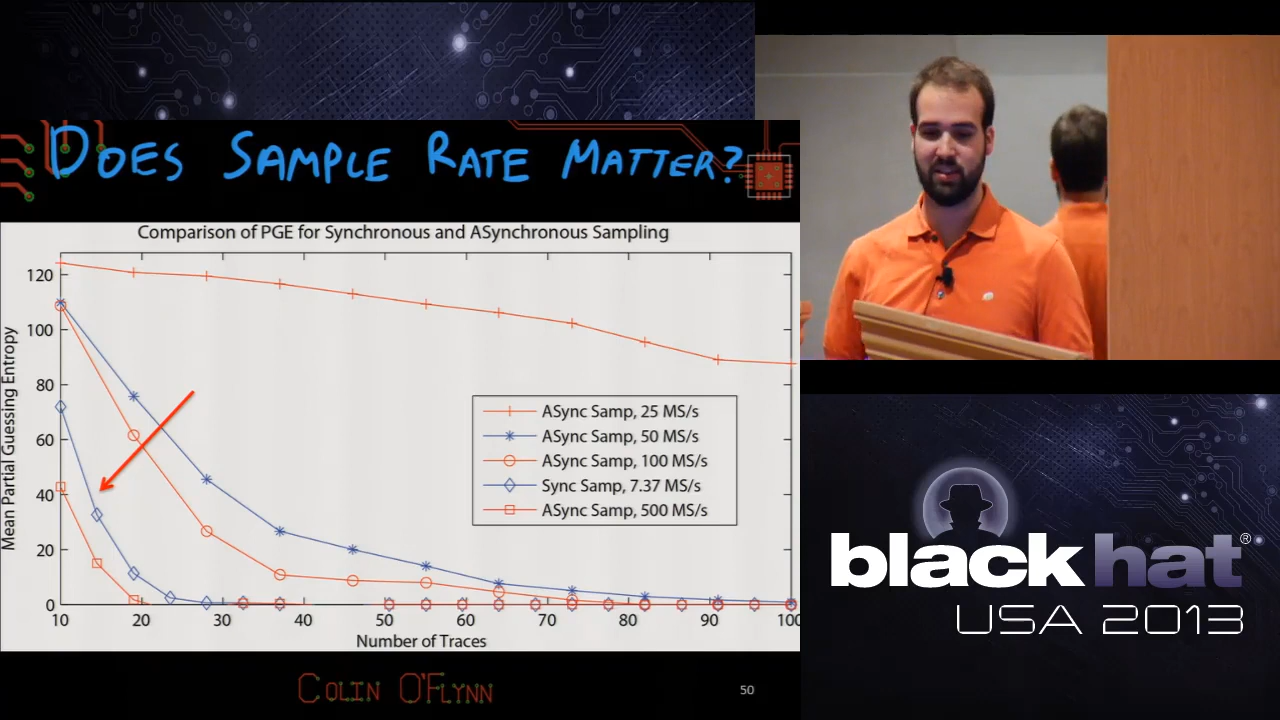 DOES SAMPLE RATE MATTER?
Comparison of PGE for Synchronous and ASynchronous Sampling
Mean Partial Guessing Entropy
120
100
80
60
40
20
0
ASync Samp, 25 MS/s
ASync Samp, 50 MS/s
ASync Samp, 100 MS/s
Sync Samp, 7.37 MS/s
ASync Samp, 500 MS/s
10 20 30 40 50 60 70 80 90 100
Number of Traces
COLIN O'FLYNN
50
blackhat®
USA 2013